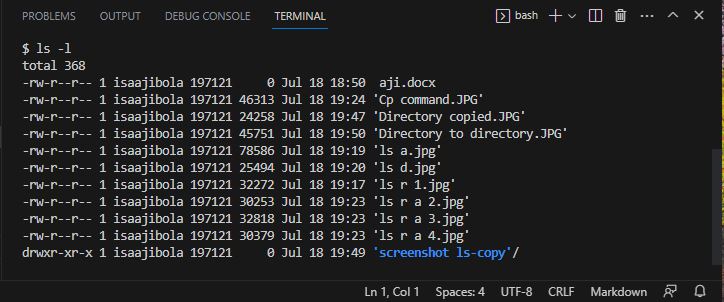 PROBLEMS OUTPUT DEBUG CONSOLE TERMINAL bash
$ ls -l
total 368
-rw-r--r-- 1 isaajibola 197121     0 Jul 18 18:50  aji.docx
-rw-r--r-- 1 isaajibola 197121 46313 Jul 18 19:24 'Cp command.JPG'
-rw-r--r-- 1 isaajibola 197121 24258 Jul 18 19:47 'Directory copied.JPG'
-rw-r--r-- 1 isaajibola 197121 45751 Jul 18 19:50 'Directory to directory.JPG'
-rw-r--r-- 1 isaajibola 197121 78586 Jul 18 19:19 'ls a.jpg'
-rw-r--r-- 1 isaajibola 197121 25494 Jul 18 19:20 'ls d.jpg'
-rw-r--r-- 1 isaajibola 197121 32272 Jul 18 19:17 'ls r 1.jpg'
-rw-r--r-- 1 isaajibola 197121 30253 Jul 18 19:23 'ls r a 2.jpg'
-rw-r--r-- 1 isaajibola 197121 32818 Jul 18 19:23 'ls r a 3.jpg'
-rw-r--r-- 1 isaajibola 197121 30379 Jul 18 19:23 'ls r a 4.jpg'
drwxr-xr-x 1 isaajibola 197121     0 Jul 18 19:49 'screenshot ls-copy'/
Ln 1, Col 1 Spaces: 4 UTF-8 CRLF Markdown